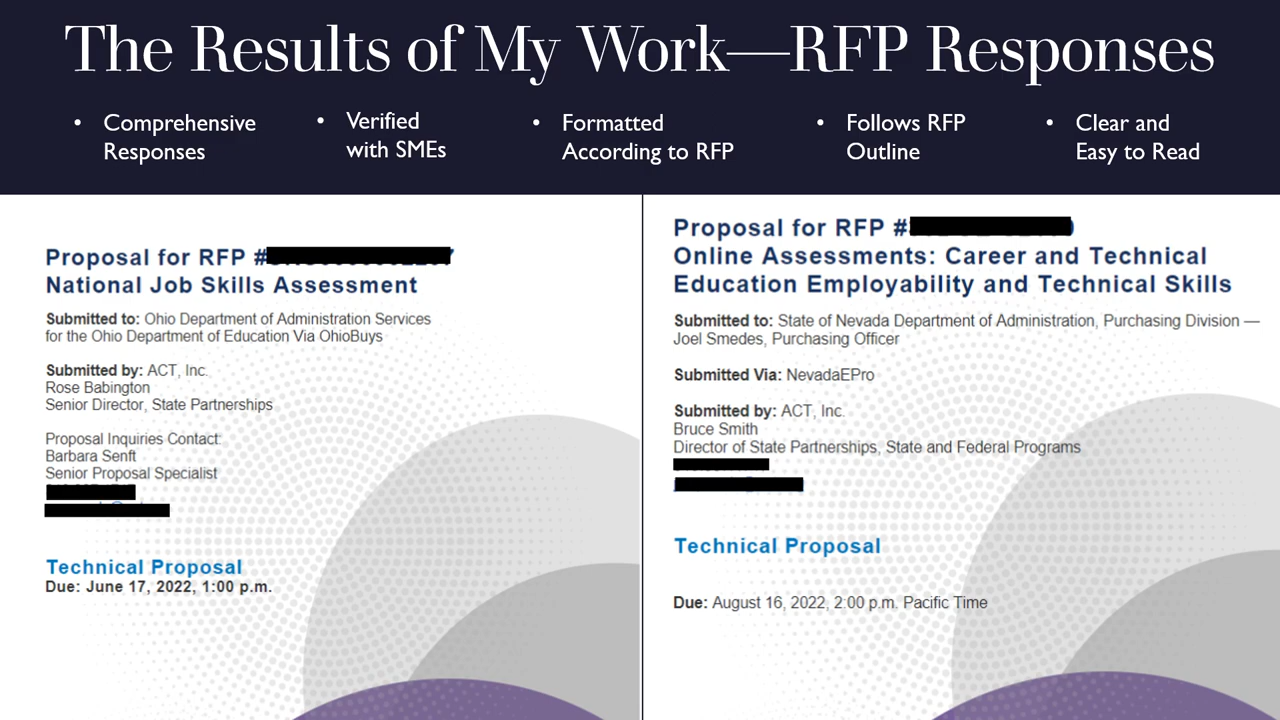 The Results of My Work—RFP Responses
• Comprehensive
Responses
• Verified
with SMEs
• Formatted
According to RFP
• Follows RFP
Outline
• Clear and
Easy to Read
Proposal for RFP #
National Job Skills Assessment
Submitted to: Ohio Department of Administration Services
for the Ohio Department of Education Via OhioBuys
Submitted by: ACT, Inc.
Rose Babington
Senior Director, State Partnerships
Proposal Inquiries Contact:
Barbara Senft
Senior Proposal Specialist
Technical Proposal
Due: June 17, 2022, 1:00 p.m.
Proposal for RFP #
Online Assessments: Career and Technical
Education Employability and Technical Skills
Submitted to: State of Nevada Department of Administration, Purchasing Division —
Joel Smedes, Purchasing Officer
Submitted Via: NevadaEPro
Submitted by: ACT, Inc.
Bruce Smith
Director of State Partnerships, State and Federal Programs
Technical Proposal
Due: August 16, 2022, 2:00 p.m. Pacific Time